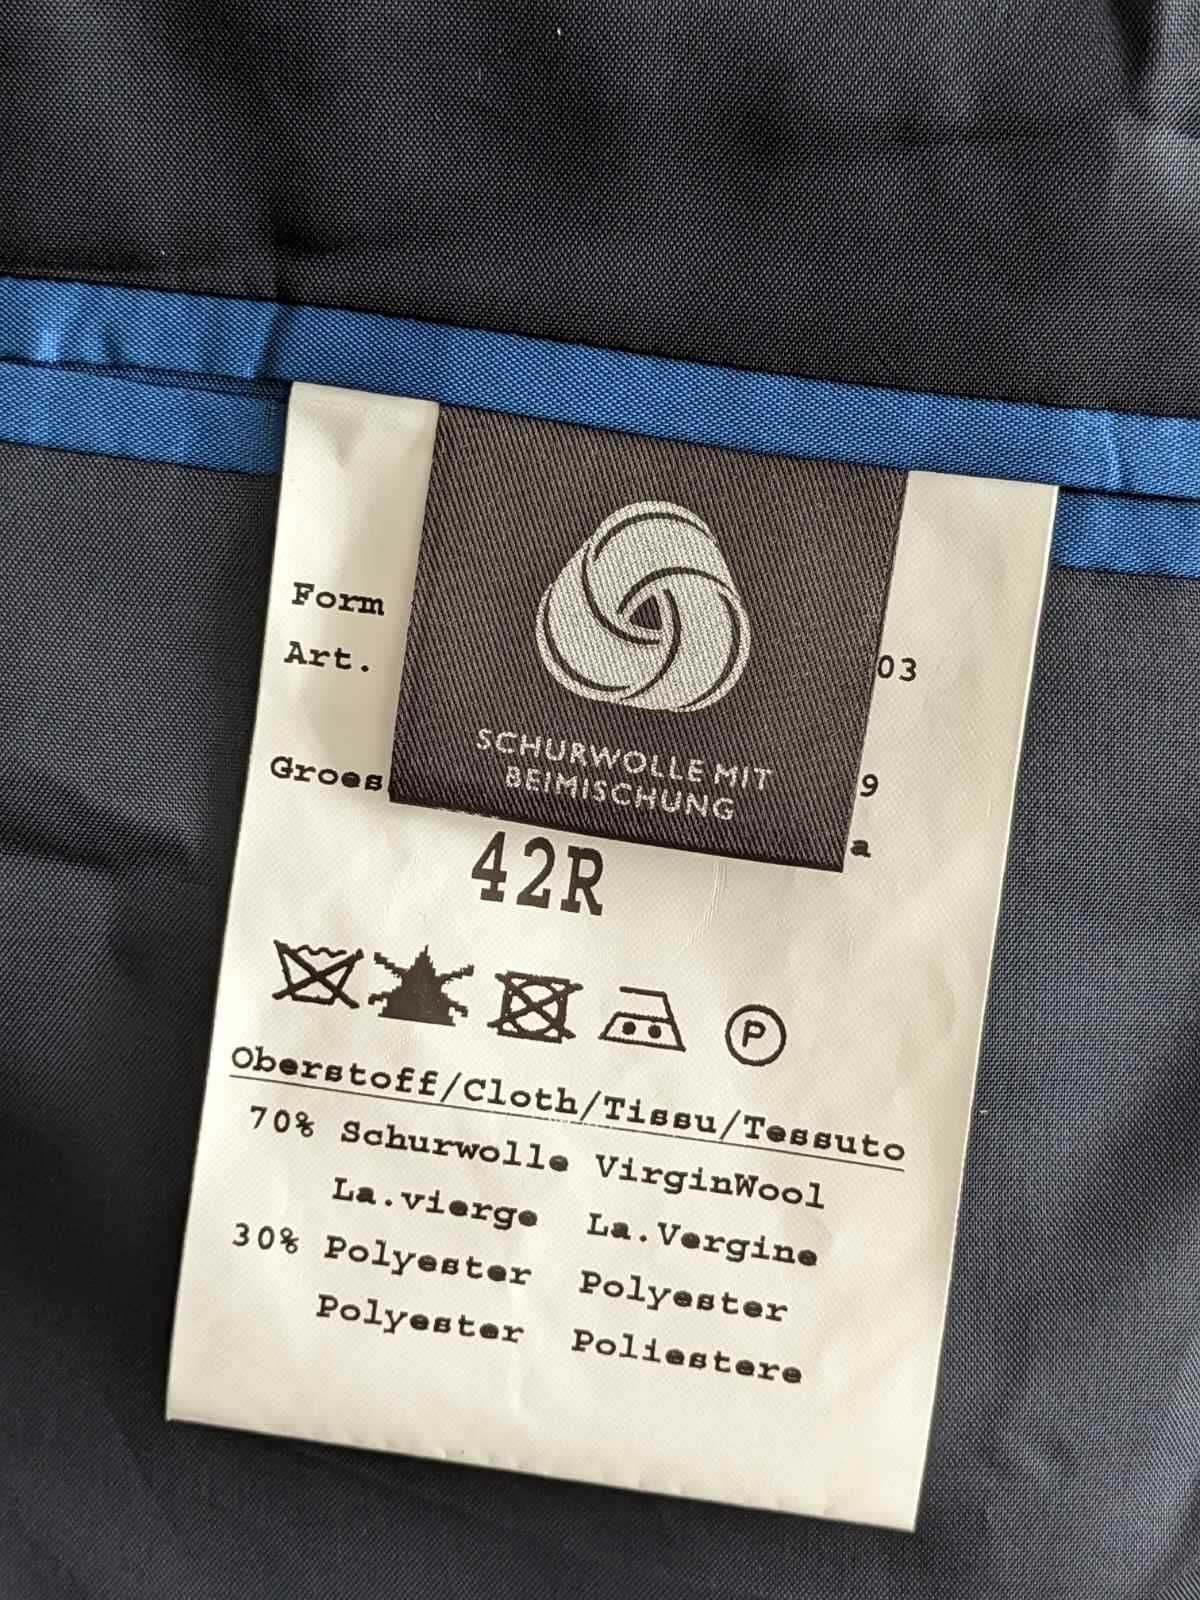 Form
Art. 03
SCHURWOLLE MIT
BEIMISCHUNG
Groes 9
a
42R
P
Oberstoff/Cloth/Tissu/Tessuto
70% Schurwolle VirginWool
La.vierge La.Vergine
30% Polyester Polyester
Polyester Poliestere